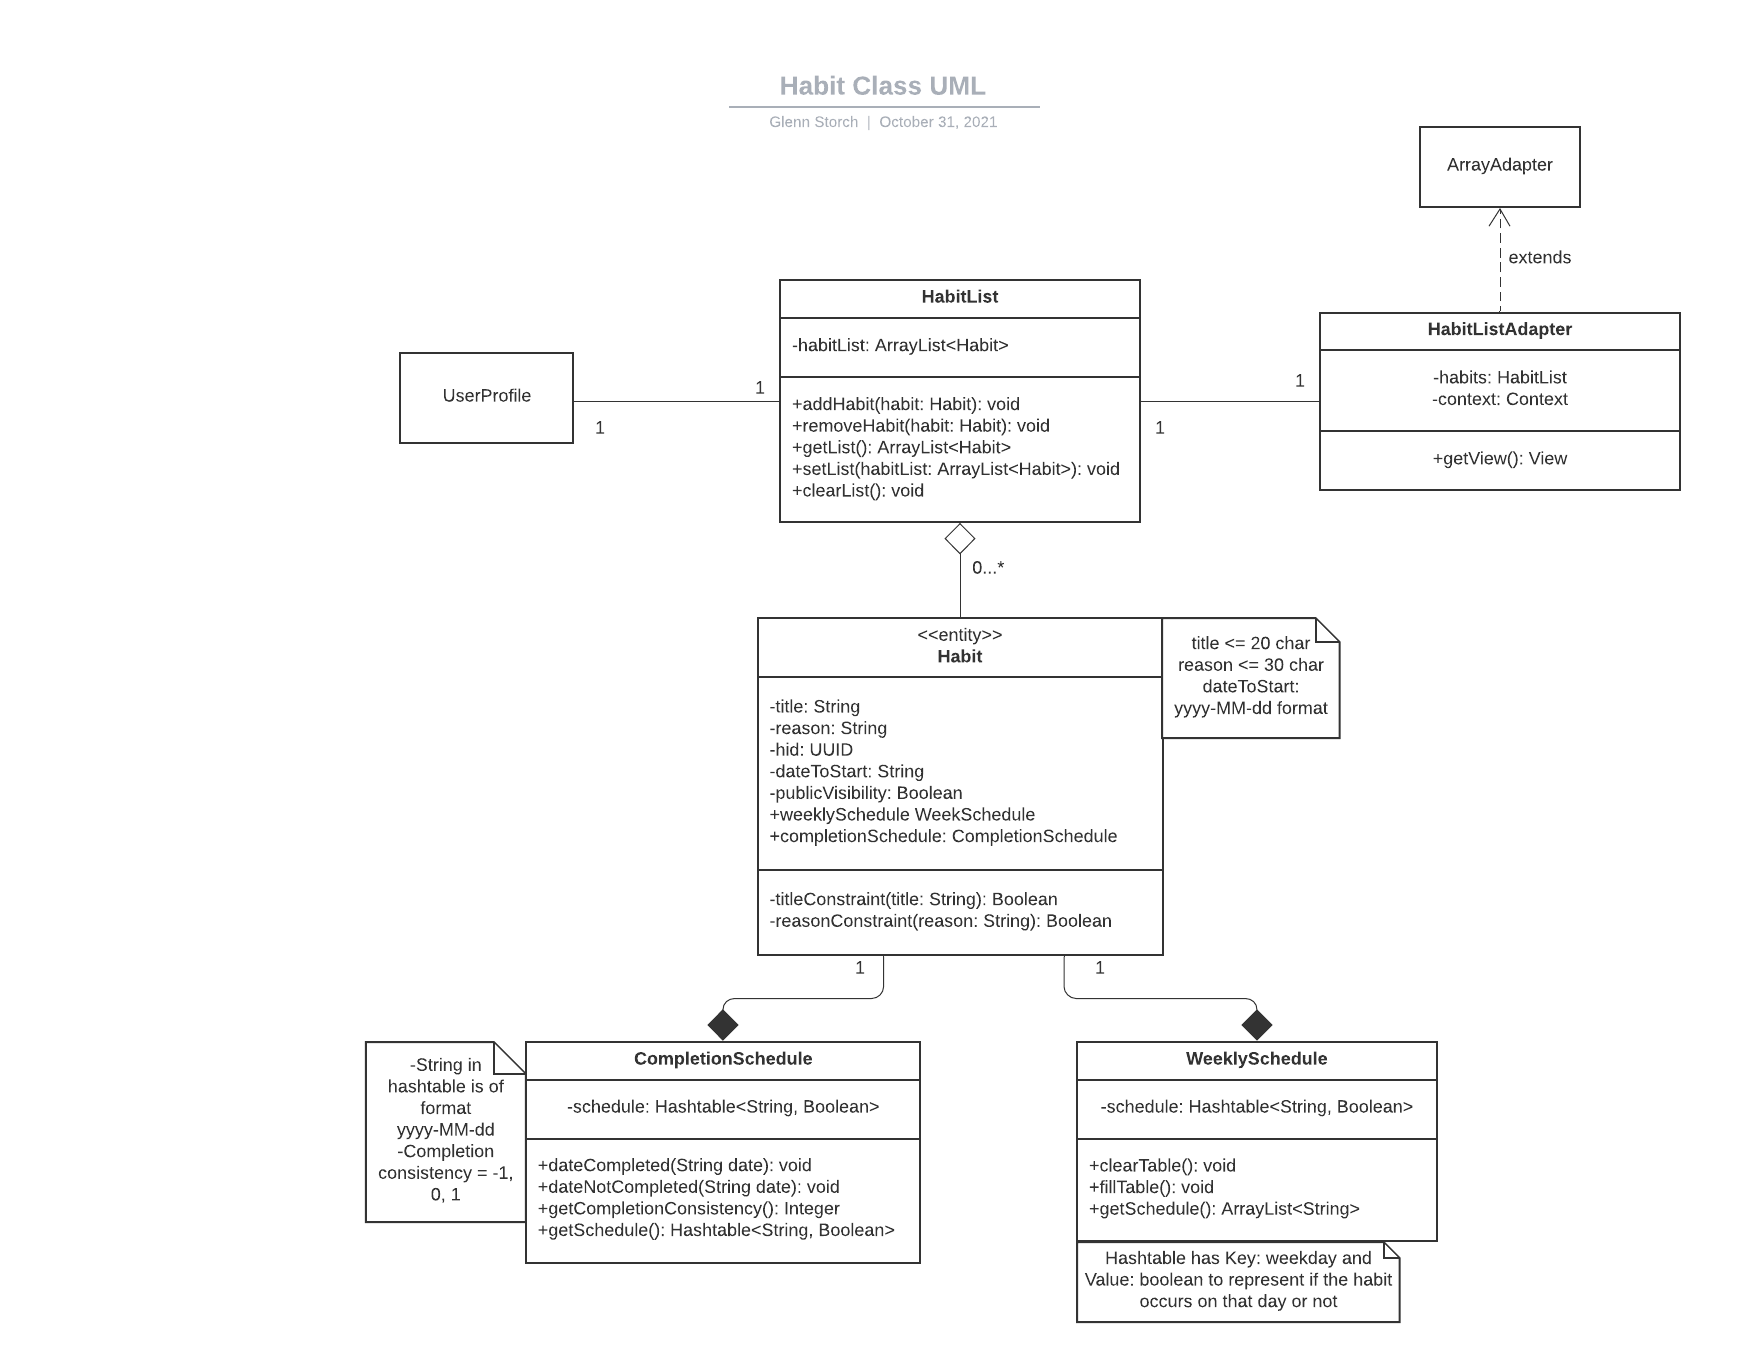 Habit Class UML
Glenn Storch | October 31, 2021
ArrayAdapter
extends
HabitList
-habitList: ArrayList<Habit>
+addHabit(habit: Habit): void
+removeHabit(habit: Habit): void
+getList(): ArrayList<Habit>
+setList(habitList: ArrayList<Habit>): void
+clearList(): void
HabitListAdapter
-habits: HabitList
-context: Context
+getView(): View
UserProfile
1
1
1
1
0...*
<<entity>>
Habit
-title: String
-reason: String
-hid: UUID
-dateToStart: String
-publicVisibility: Boolean
+weeklySchedule WeekSchedule
+completionSchedule: CompletionSchedule
-titleConstraint(title: String): Boolean
-reasonConstraint(reason: String): Boolean
title <= 20 char
reason <= 30 char
dateToStart:
yyyy-MM-dd format
1
1
-String in
hashtable is of
format
yyyy-MM-dd
-Completion
consistency = -1,
0, 1
CompletionSchedule
-schedule: Hashtable<String, Boolean>
+dateCompleted(String date): void
+dateNotCompleted(String date): void
+getCompletionConsistency(): Integer
+getSchedule(): Hashtable<String, Boolean>
WeeklySchedule
-schedule: Hashtable<String, Boolean>
+clearTable(): void
+fillTable(): void
+getSchedule(): ArrayList<String>
Hashtable has Key: weekday and
Value: boolean to represent if the habit
occurs on that day or not